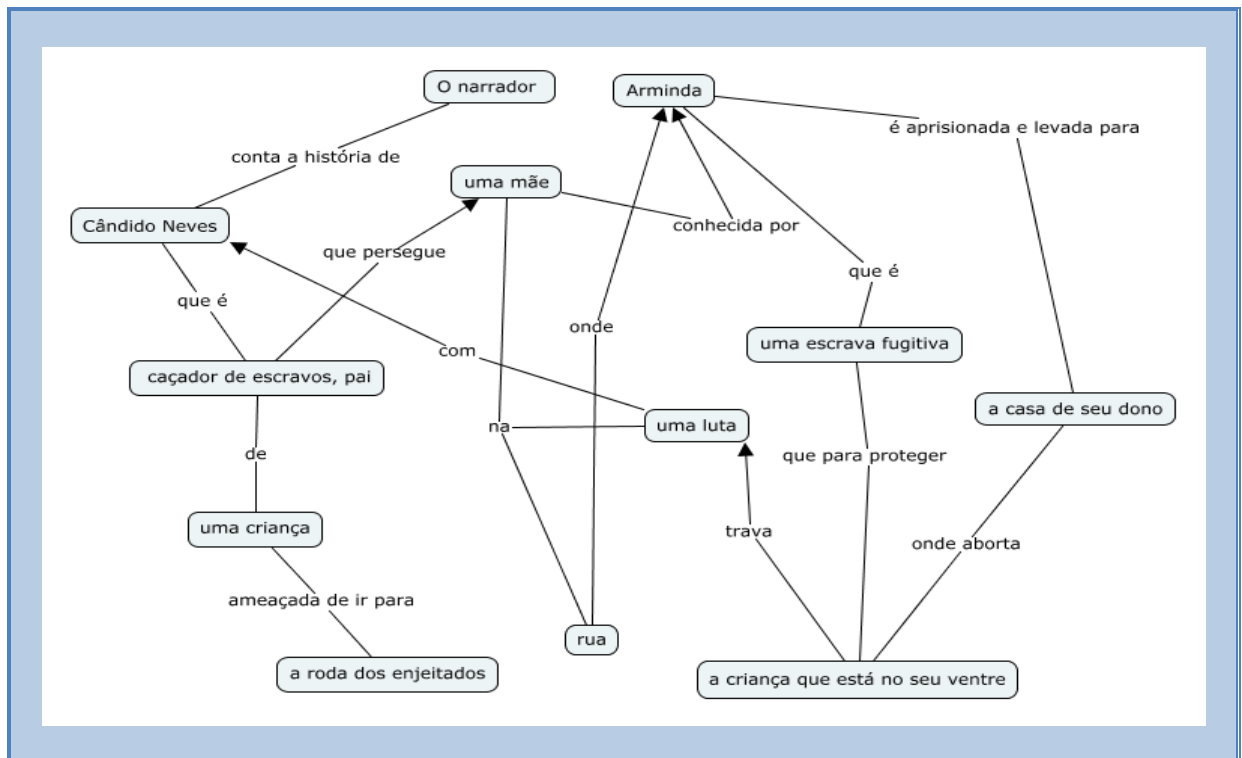 O narrador
Arminda
é aprisionada e levada para
conta a história de
uma mãe
Cândido Neves
conhecida por
que persegue
que é
que é
onde
uma escrava fugitiva
com
caçador de escravos, pai
a casa de seu dono
na
uma luta
de
que para proteger
uma criança
trava
onde aborta
ameaçada de ir para
rua
a roda dos enjeitados
a criança que está no seu ventre